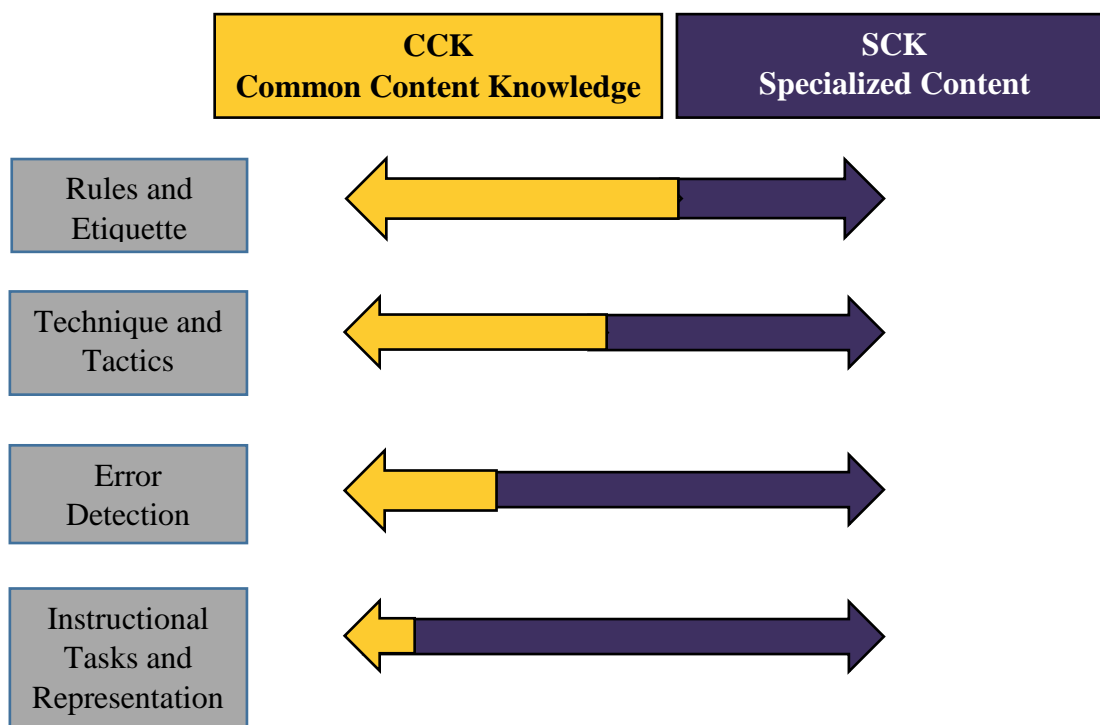 CCK
Common Content Knowledge
SCK
Specialized Content
Rules and
Etiquette
Technique and
Tactics
Error
Detection
Instructional
Tasks and
Representation